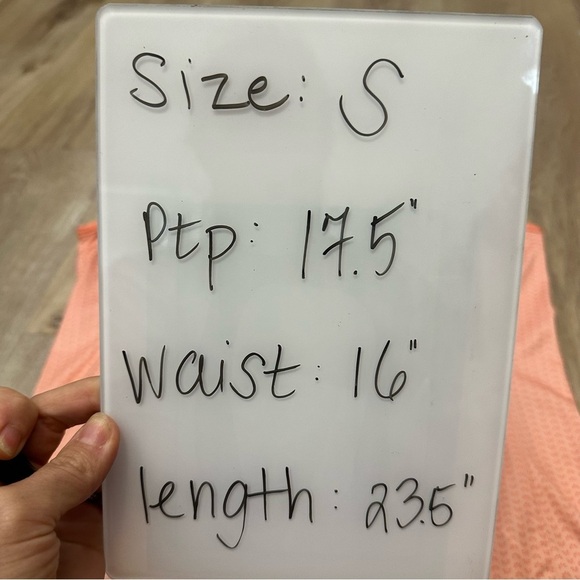 Size: S
Ptp: 17.5"
Waist: 16"
length: 23.5"